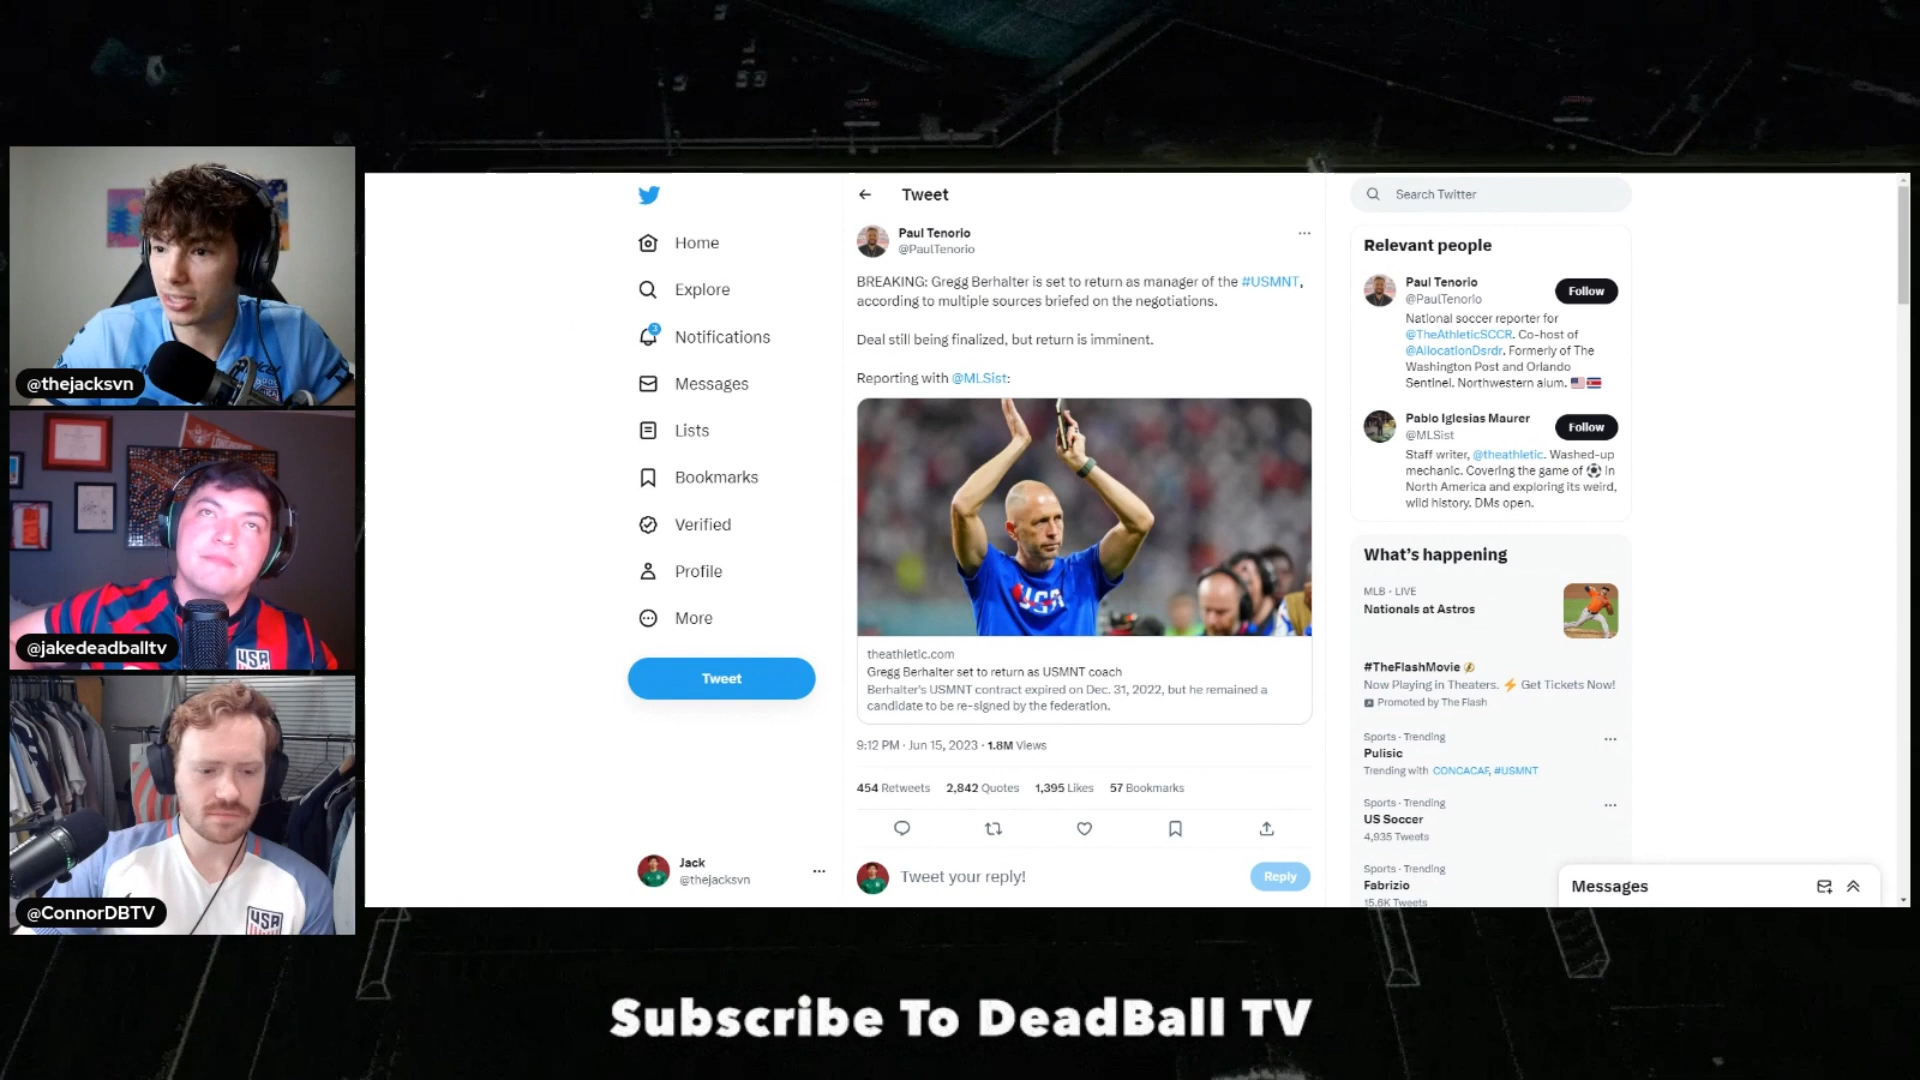 @thejacksvn
USA
@jakedeadballtv
USA
@ConnorDBTV
Home
Explore
3
Notifications
Messages
Lists
Bookmarks
Verified
Profile
More
Tweet
Jack
@thejacksvn
Tweet
Paul Tenorio
@PaulTenorio
BREAKING: Gregg Berhalter is set to return as manager of the #USMNT,
according to multiple sources briefed on the negotiations.
Deal still being finalized, but return is imminent.
Reporting with @MLSist:
USA
theathletic.com
Gregg Berhalter set to return as USMNT coach
Berhalter's USMNT contract expired on Dec. 31, 2022, but he remained a
candidate to be re-signed by the federation.
9:12 PM · Jun 15, 2023 · 1.8M Views
454 Retweets 2,842 Quotes 1,395 Likes 57 Bookmarks
Tweet your reply!
Reply
Search Twitter
Relevant people
Paul Tenorio
@PaulTenorio
Follow
National soccer reporter for
@TheAthleticSCCR. Co-host of
@AllocationDsrdr. Formerly of The
Washington Post and Orlando
Sentinel. Northwestern alum.
Pablo Iglesias Maurer
@MLSist
Follow
Staff writer, @theathletic. Washed-up
mechanic. Covering the game of ⚽ in
North America and exploring its weird,
wild history. DMs open.
What's happening
MLB · LIVE
Nationals at Astros
#TheFlashMovie
Now Playing in Theaters. ⚡ Get Tickets Now!
Promoted by The Flash
Sports · Trending
Pulisic
Trending with CONCACAF, #USMNT
Sports · Trending
US Soccer
4,935 Tweets
Sports · Trending
Fabrizio
15.6K Tweets
Messages
Subscribe To DeadBall TV